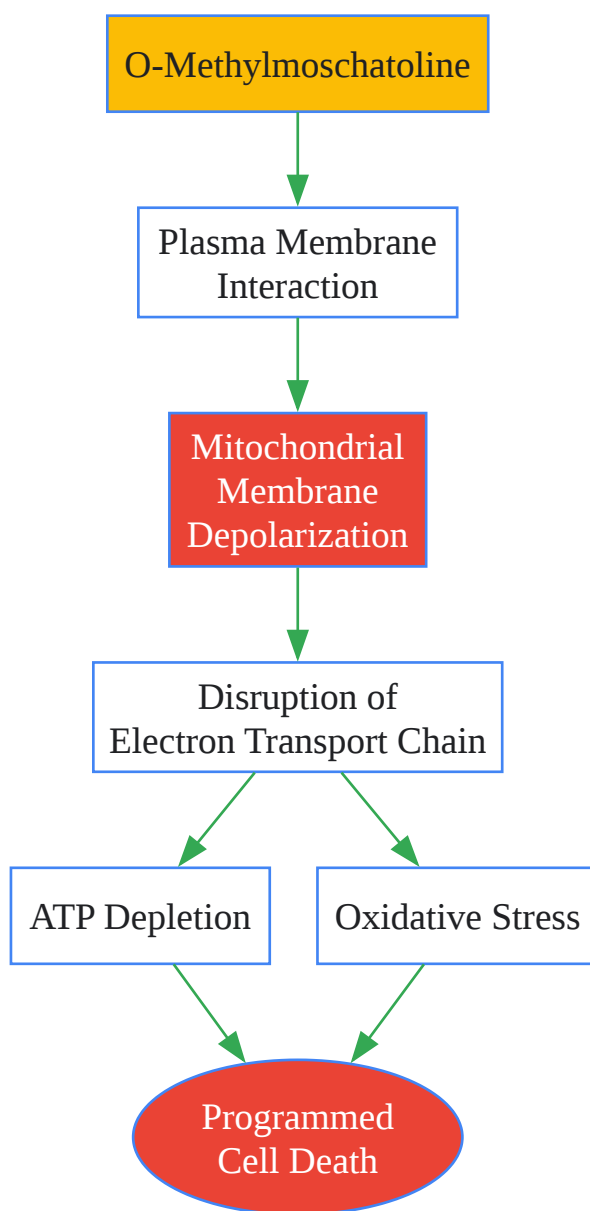 O-Methylmoschatoline
Plasma Membrane
Interaction
Mitochondrial
Membrane
Depolarization
Disruption of
Electron Transport Chain
ATP Depletion
Oxidative Stress
Programmed
Cell Death